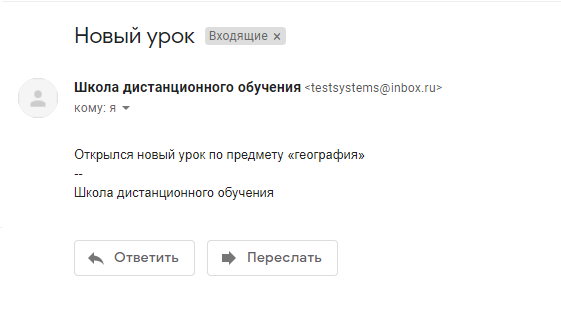 Новый урок Входящие ×
Школа дистанционного обучения <testsystems@inbox.ru>
кому: я
Открылся новый урок по предмету «география»
--
Школа дистанционного обучения
Ответить Переслать